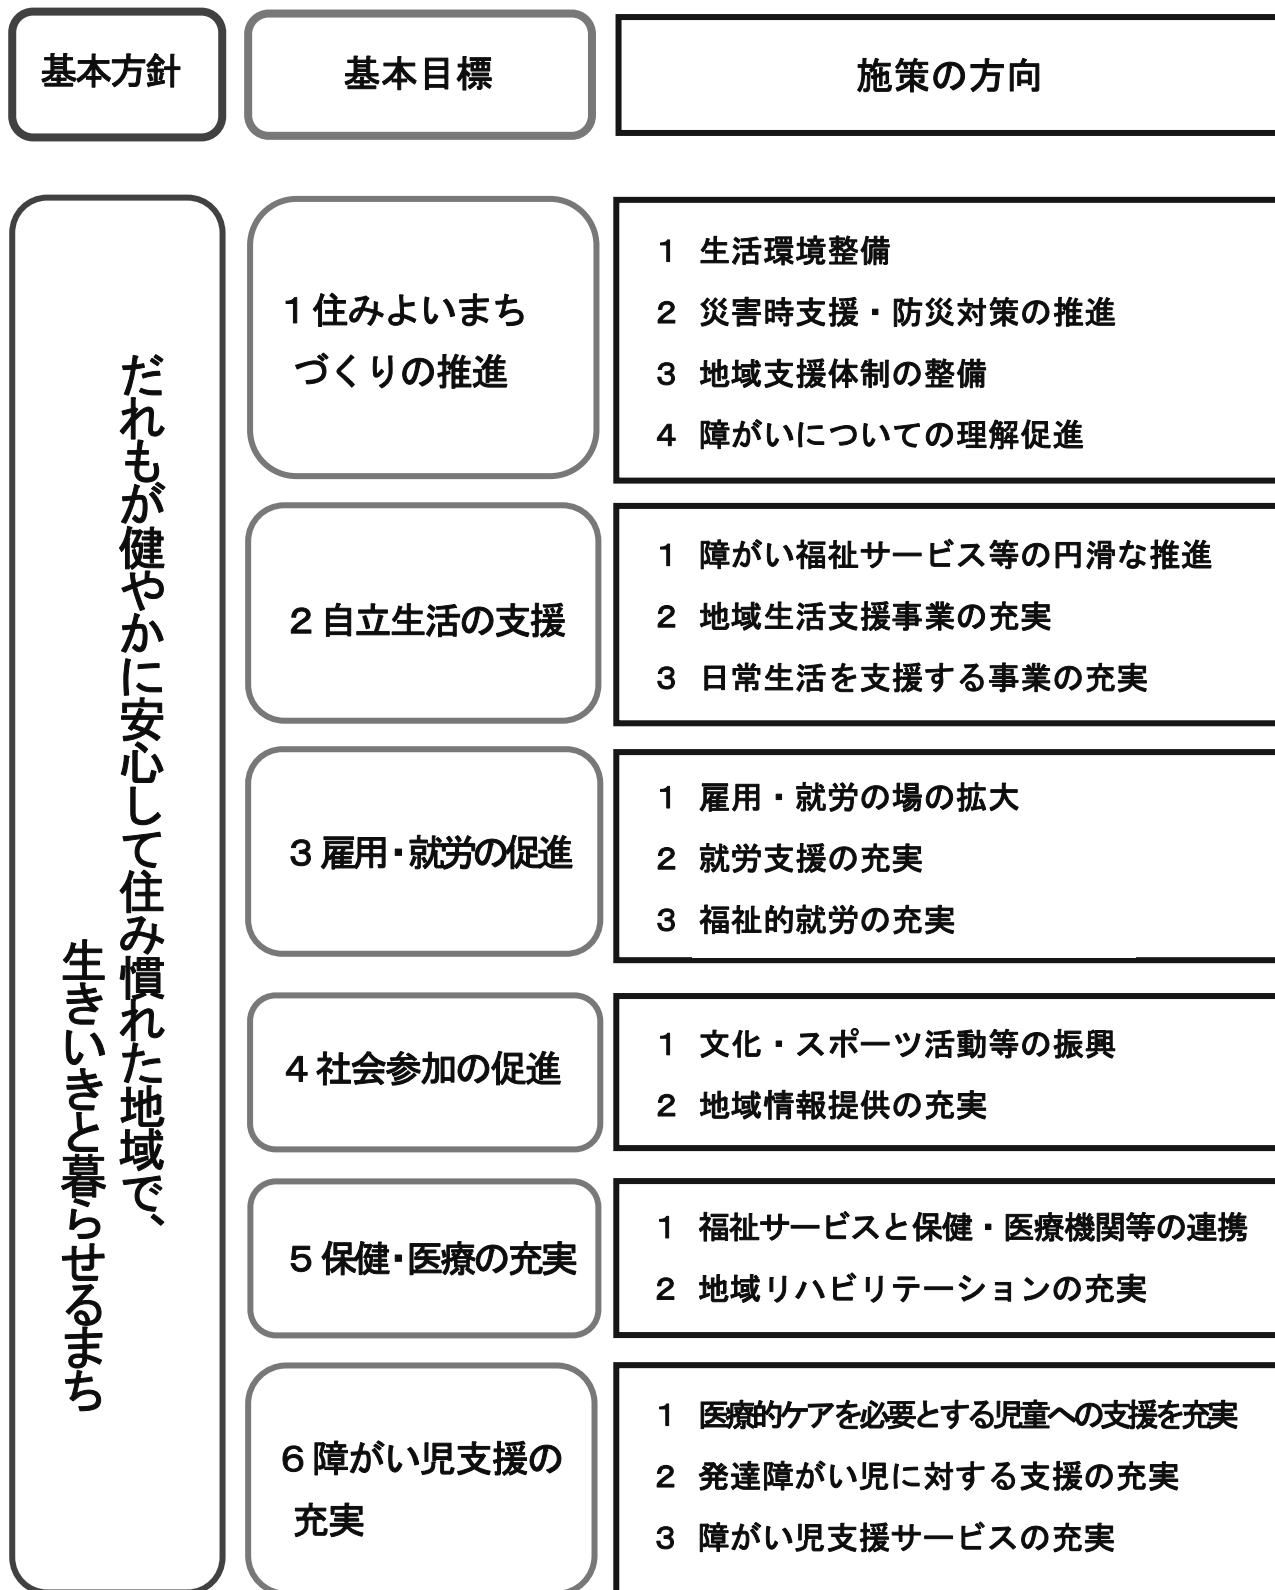 基本方針
基本目標
施策の方向
だれもが健やかに安心して住み慣れた地域で、
生きいきと暮らせるまち
1 住みよいまち
づくりの推進
1 生活環境整備
2 災害時支援・防災対策の推進
3 地域支援体制の整備
4 障がいについての理解促進
2 自立生活の支援
1 障がい福祉サービス等の円滑な推進
2 地域生活支援事業の充実
3 日常生活を支援する事業の充実
3 雇用・就労の促進
1 雇用・就労の場の拡大
2 就労支援の充実
3 福祉的就労の充実
4 社会参加の促進
1 文化・スポーツ活動等の振興
2 地域情報提供の充実
5 保健・医療の充実
1 福祉サービスと保健・医療機関等の連携
2 地域リハビリテーションの充実
6 障がい児支援の
充実
1 医療的ケアを必要とする児童への支援を充実
2 発達障がい児に対する支援の充実
3 障がい児支援サービスの充実